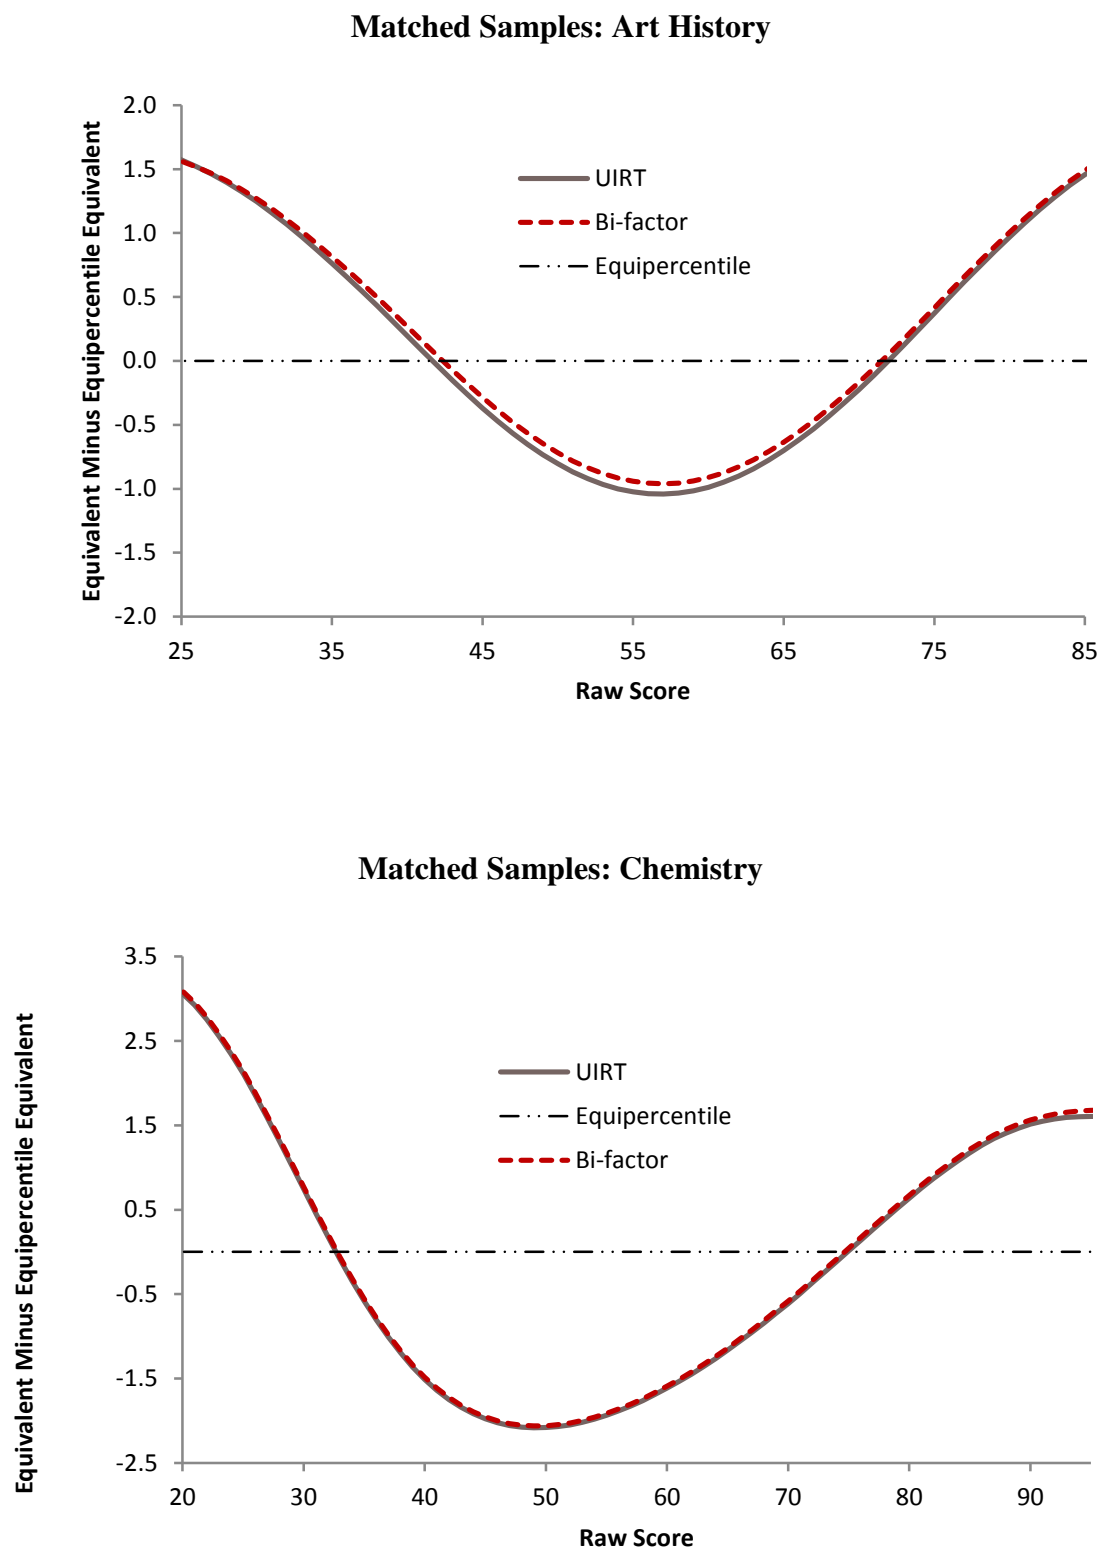 Matched Samples: Art History
Equivalent Minus Equipercentile Equivalent
2.0
1.5
1.0
0.5
0.0
-0.5
-1.0
-1.5
-2.0
UIRT
Bi-factor
Equipercentile
25 35 45 55 65 75 85
Raw Score
Matched Samples: Chemistry
Equivalent Minus Equipercentile Equivalent
3.5
2.5
1.5
0.5
-0.5
-1.5
-2.5
UIRT
Equipercentile
Bi-factor
20 30 40 50 60 70 80 90
Raw Score